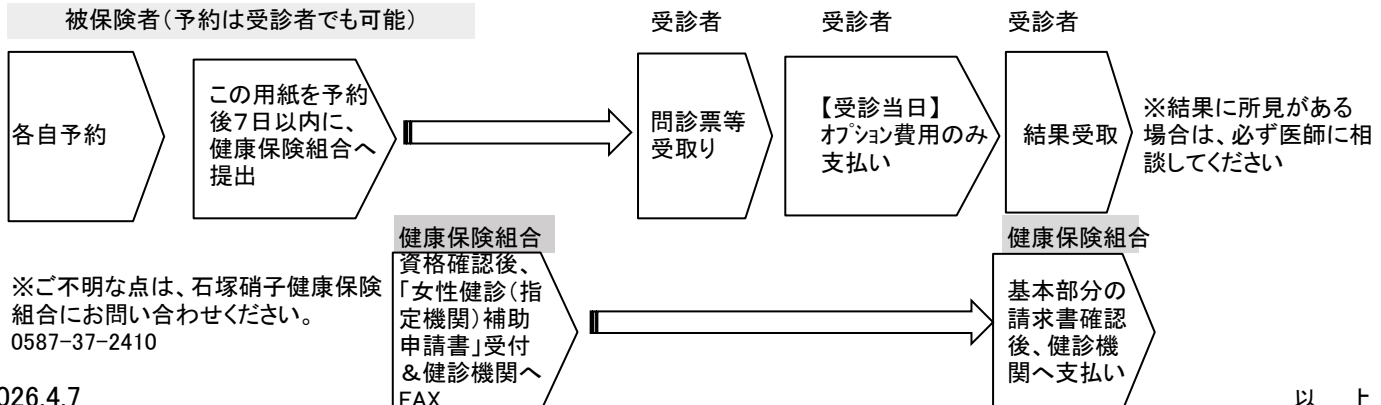 被保険者(予約は受診者でも可能)
受診者
受診者
受診者
各自予約
この用紙を予約
後7日以内に、
健康保険組合へ
提出
問診票等
受取り
【受診当日】
オプション費用のみ
支払い
結果受取
※結果に所見がある
場合は、必ず医師に相
談してください
健康保険組合
資格確認後、
「女性健診(指
定機関)補助
申請書」受付
&健診機関へ
FAX
健康保険組合
基本部分の
請求書確認
後、健診機
関へ支払い
※ご不明な点は、石塚硝子健康保険
組合にお問い合わせください。
0587-37-2410
026.4.7
以 上